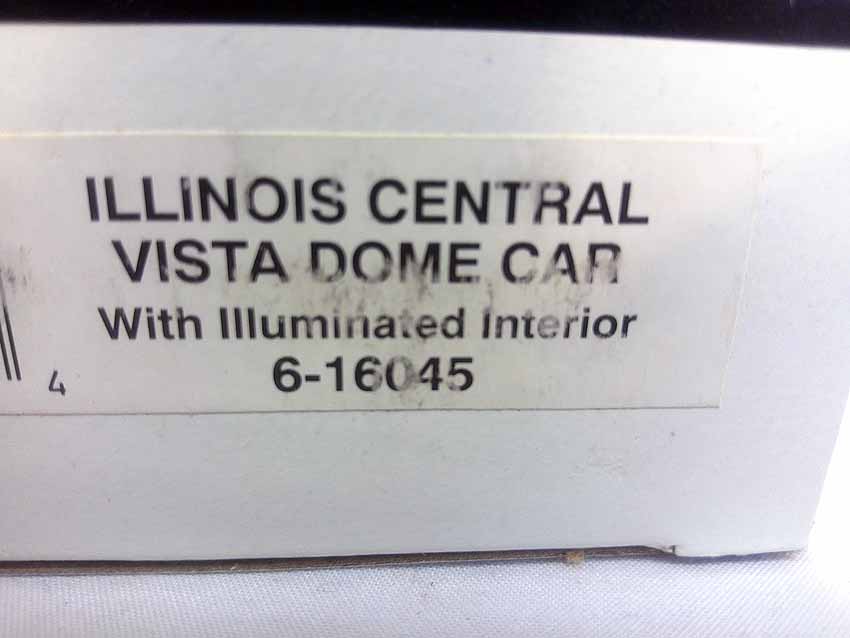 ILLINOIS CENTRAL
VISTA DOME CAR
With Illuminated Interior
6-16045
4